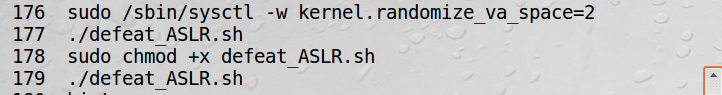 176 sudo /sbin/sysctl -w kernel.randomize_va_space=2
177 ./defeat_ASLR.sh
178 sudo chmod +x defeat_ASLR.sh
179 ./defeat_ASLR.sh